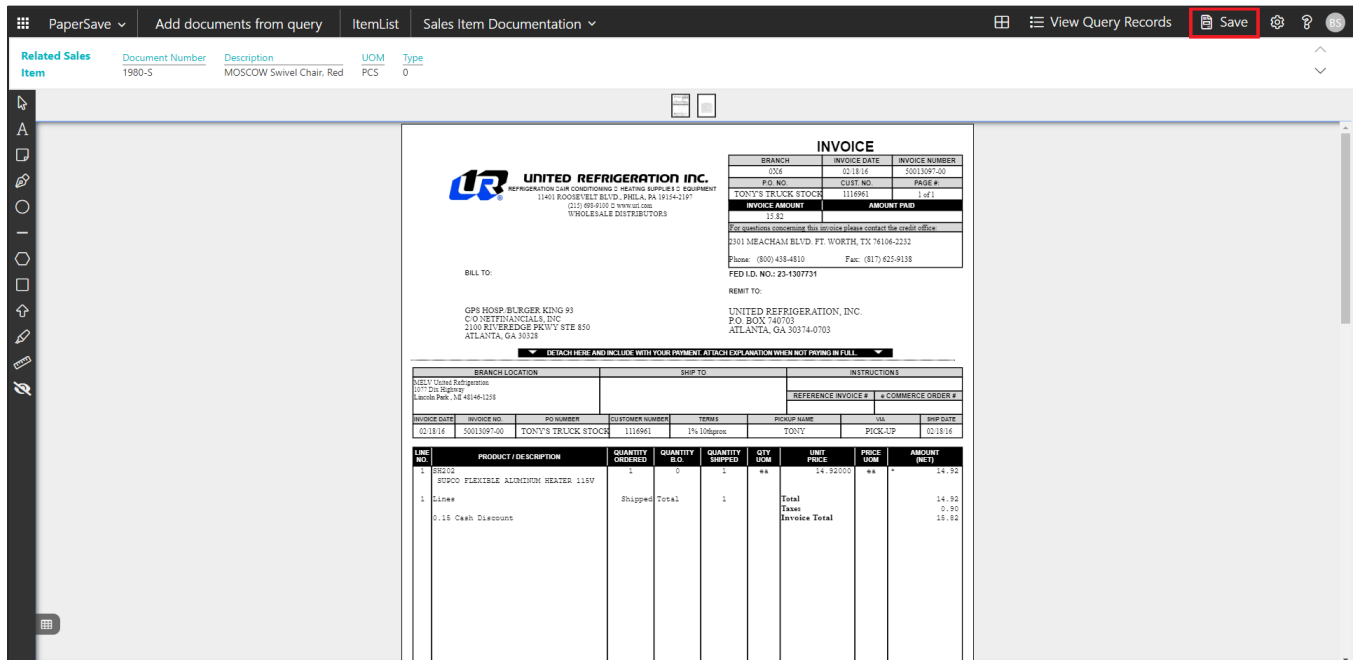 PaperSave Add documents from query ItemList Sales Item Documentation View Query Records Save ? BS
Related Sales Item
Document Number Description UOM Type
1980-S MOSCOW Swivel Chair, Red PCS 0
A
INVOICE
BRANCH INVOICE DATE INVOICE NUMBER
0X6 02/18/16 50013097-00
P.O. NO. CUST. NO. PAGE #:
TONY'S TRUCK STOCK 1116961 1 of 1
INVOICE AMOUNT AMOUNT PAID
15.82
For questions concerning this invoice please contact the credit office:
2301 MEACHAM BLVD. FT. WORTH, TX 76106-2232
Phone: (800) 438-4810 Fax: (817) 625-9138
FED I.D. NO.: 23-1307731
UR
UNITED REFRIGERATION INC.
REFRIGERATION AIR CONDITIONING HEATING SUPPLIES EQUIPMENT
11401 ROOSEVELT BLVD., PHILA, PA 19154-2197
(215) 698-9100 www.uri.com
WHOLESALE DISTRIBUTORS
BILL TO:
GPS HOSP./BURGER KING 93
C/O NETFINANCIALS, INC
2100 RIVEREDGE PKWY STE 850
ATLANTA, GA 30328
REMIT TO:
UNITED REFRIGERATION, INC.
P.O. BOX 740703
ATLANTA, GA 30374-0703
DETACH HERE AND INCLUDE WITH YOUR PAYMENT. ATTACH EXPLANATION WHEN NOT PAYING IN FULL.
BRANCH LOCATION SHIP TO INSTRUCTIONS
MELV United Refrigeration
1077 Dix Highway
Lincoln Park , MI 48146-1258
REFERENCE INVOICE # e COMMERCE ORDER #
INVOICE DATE INVOICE NO. PO NUMBER CUSTOMER NUMBER TERMS PICKUP NAME VIA SHIP DATE
02/18/16 50013097-00 TONY'S TRUCK STOCK 1116961 1% 10thprox TONY PICK-UP 02/18/16
LINE NO. PRODUCT / DESCRIPTION QUANTITY ORDERED QUANTITY B.O. QUANTITY SHIPPED QTY UOM UNIT PRICE PRICE UOM AMOUNT (NET)
1 SH202 1 0 1 ea 14.92000 ea * 14.92
SUPCO FLEXIBLE ALUMINUM HEATER 115V
1 Lines Shipped Total 1 Total 14.92
Taxes 0.90
0.15 Cash Discount Invoice Total 15.82